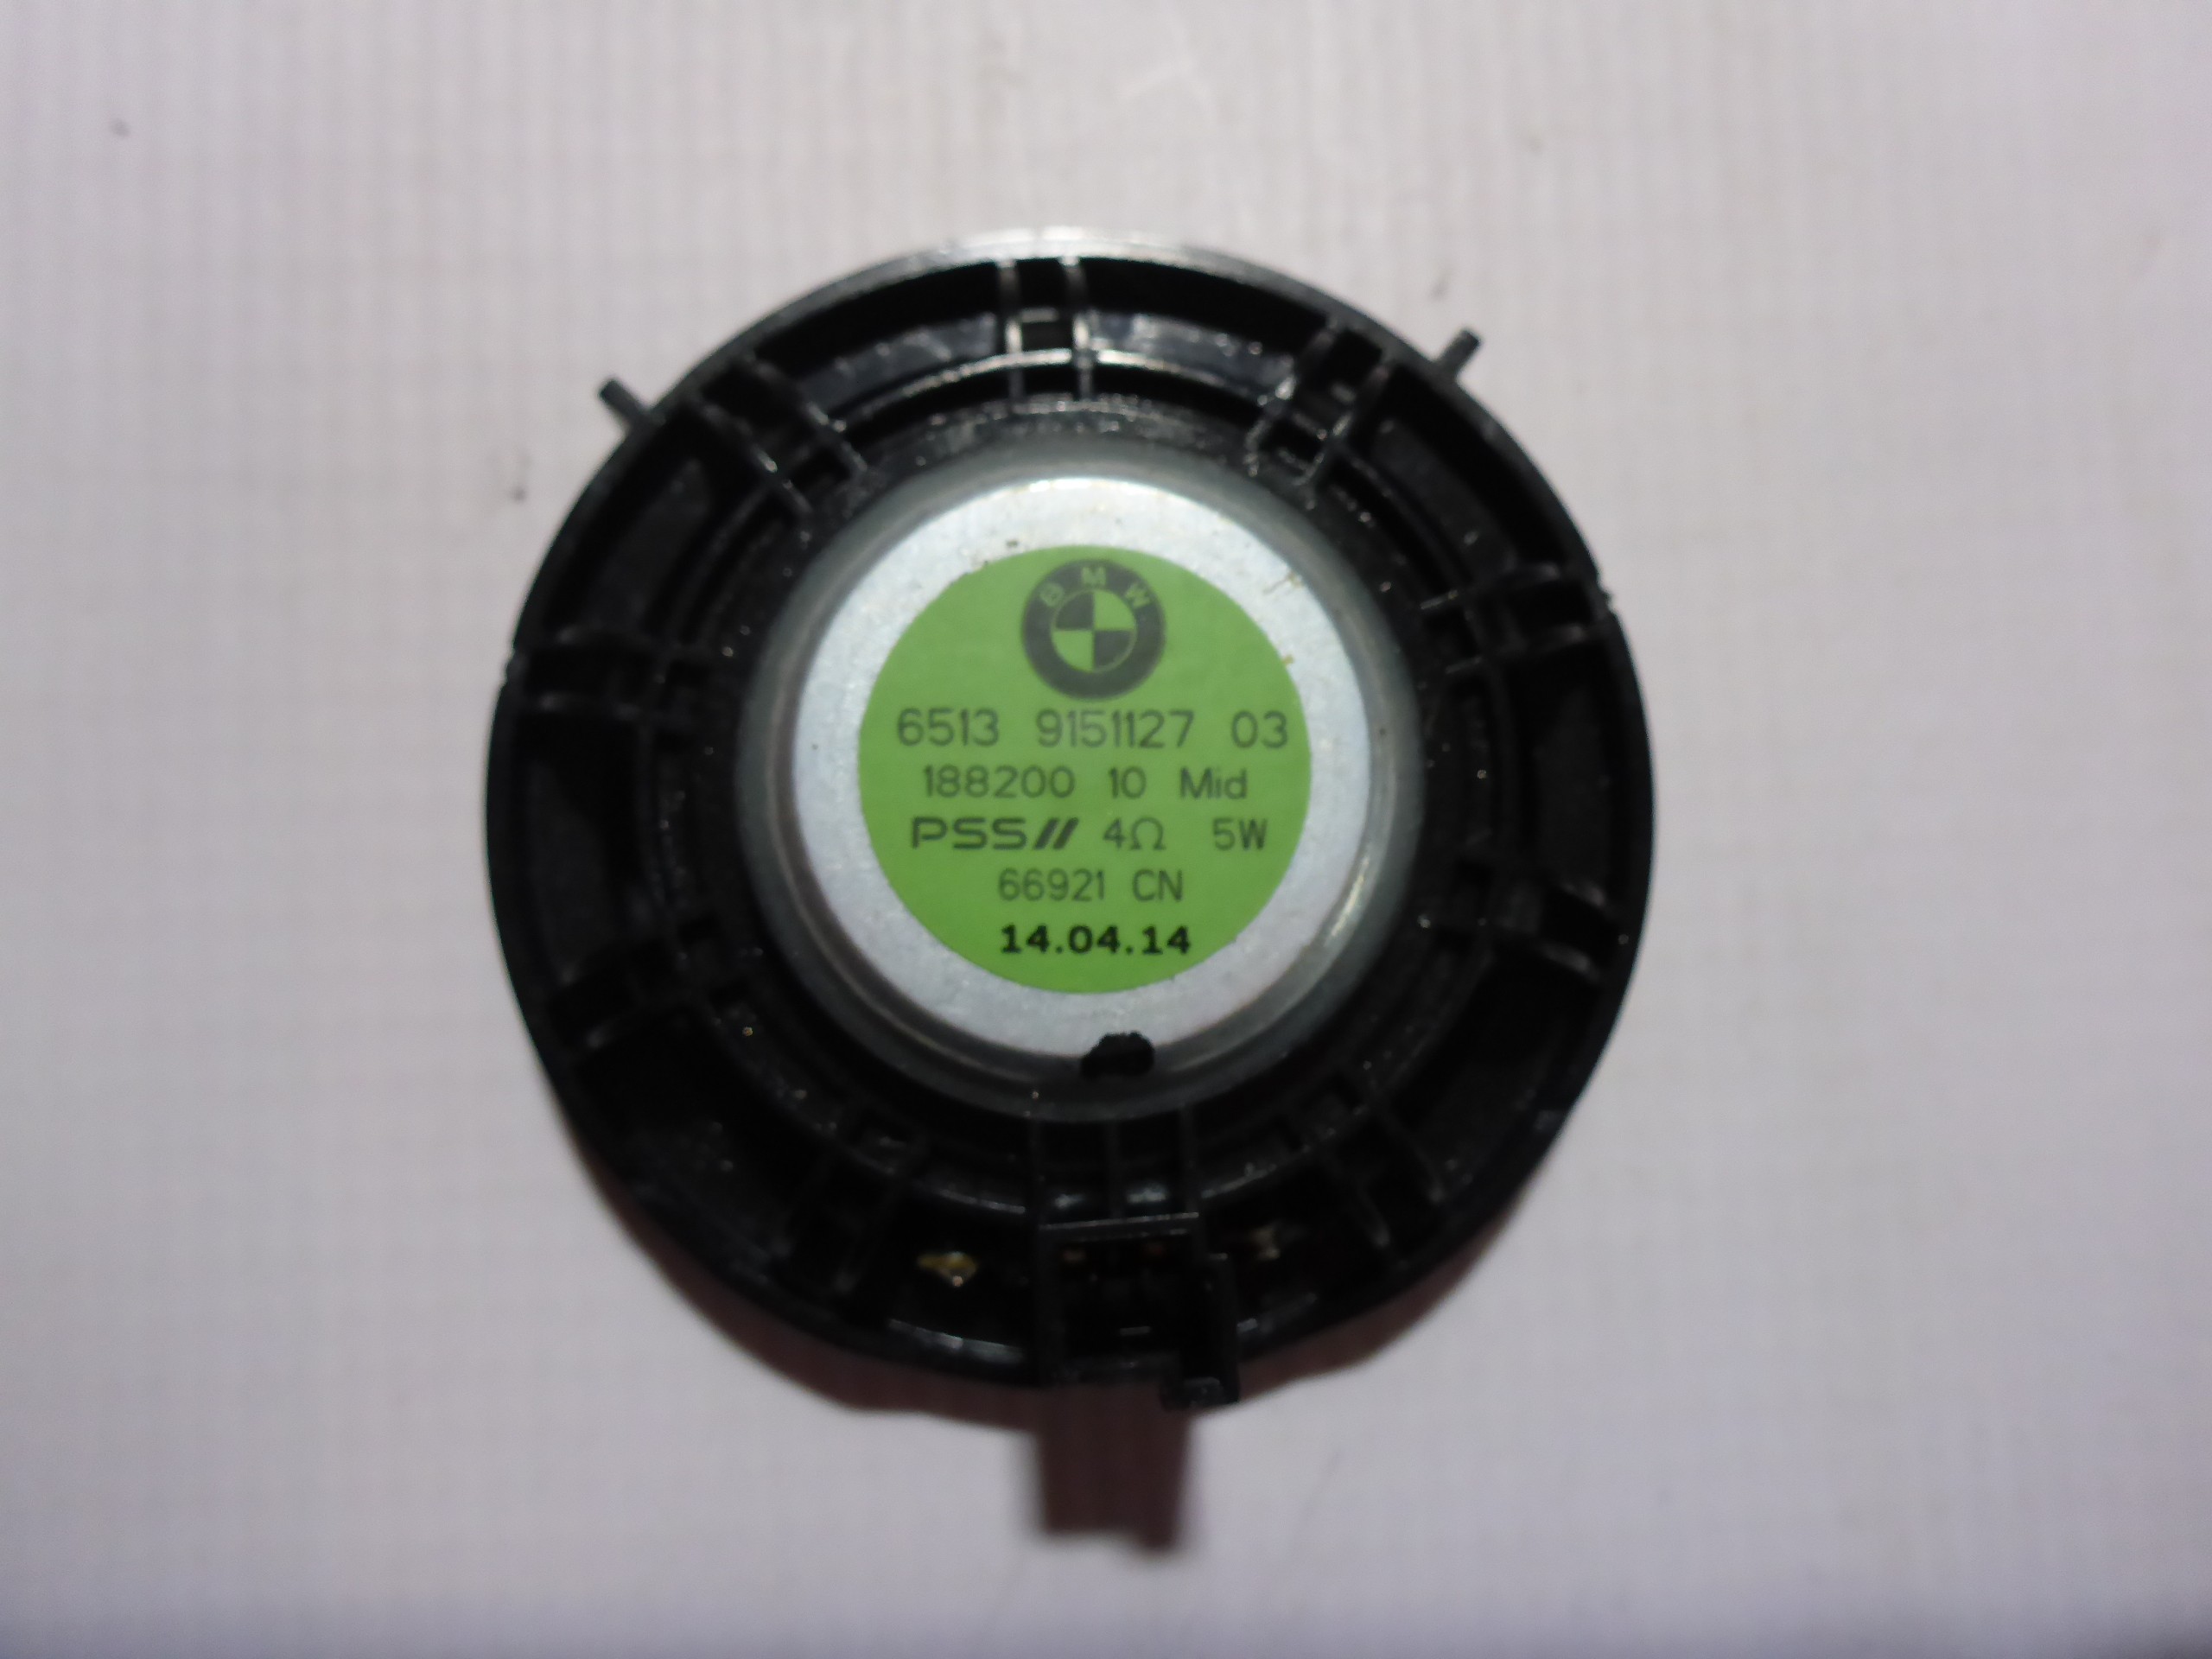 BMW
6513 9151127 03
188200 10 Mid
PSS// 4Ω 5W
66921 CN
14.04.14